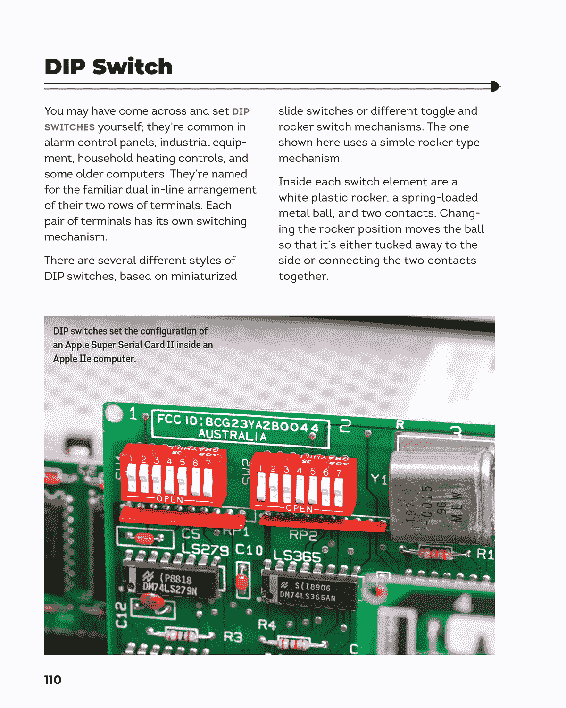 DIP Switch
You may have come across and set DIP
SWITCHES yourself; they're common in
alarm control panels, industrial equip-
ment, household heating controls, and
some older computers. They're named
for the familiar dual in-line arrangement
of their two rows of terminals. Each
pair of terminals has its own switching
mechanism.
There are several different styles of
DIP switches, based on miniaturized
slide switches or different toggle and
rocker switch mechanisms. The one
shown here uses a simple rocker type
mechanism.
Inside each switch element are a
white plastic rocker, a spring-loaded
metal ball, and two contacts. Chang-
ing the rocker position moves the ball
so that it's either tucked away to the
side or connecting the two contacts
together.
DIP switches set the configuration of
an Apple Super Serial Card II inside an
Apple IIe computer.
1
FCC ID: BCG23YAZB0044
AUSTRALIA
2
R
3
1 2 3 4 5 6 7
OPEN
SW2
1 2 3 4 5 6 7
OPEN
Y1
C5
RP1
RP2
LS279
C10
LS365
R1
DM74LS279N
DM74LS365AN
C12
R3
R4
C
110